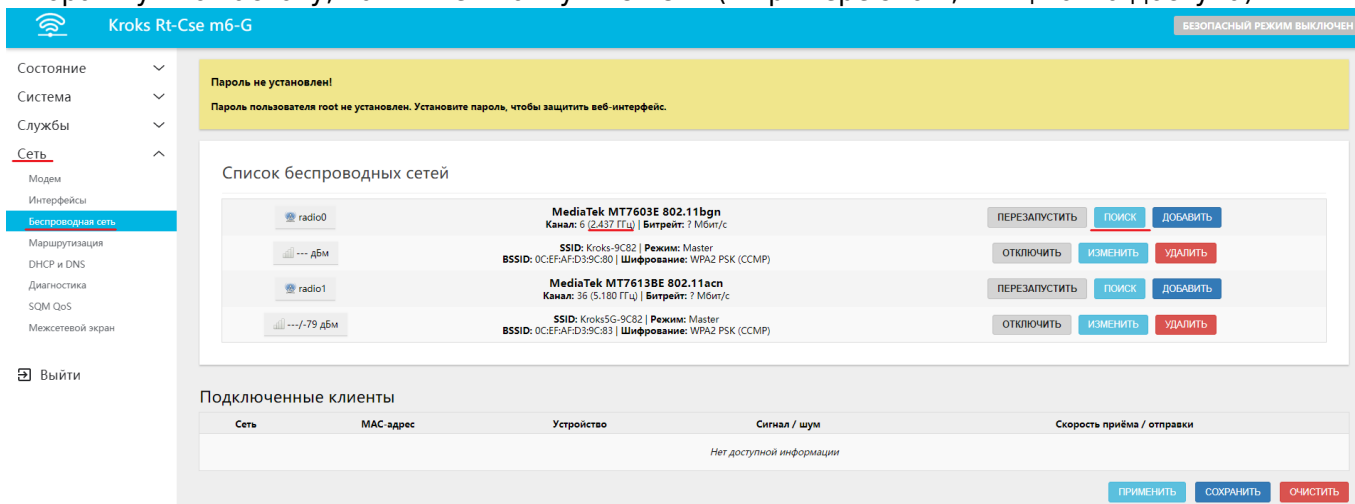 Kroks Rt-Cse m6-G
БЕЗОПАСНЫЙ РЕЖИМ ВЫКЛЮЧЕН
Состояние
Система
Службы
Сеть
Модем
Интерфейсы
Беспроводная сеть
Маршрутизация
DHCP и DNS
Диагностика
SQM QoS
Межсетевой экран
Выйти
Пароль не установлен!
Пароль пользователя root не установлен. Установите пароль, чтобы защитить веб-интерфейс.
Список беспроводных сетей
radio0
MediaTek MT7603E 802.11bgn
Канал: 6 (2.437 ГГц) | Битрейт: ? Мбит/с
ПЕРЕЗАПУСТИТЬ ПОИСК ДОБАВИТЬ
--- дБм
SSID: Kroks-9C82 | Режим: Master
BSSID: 0C:EF:AF:D3:9C:80 | Шифрование: WPA2 PSK (CCMP)
ОТКЛЮЧИТЬ ИЗМЕНИТЬ УДАЛИТЬ
radio1
MediaTek MT7613BE 802.11acn
Канал: 36 (5.180 ГГц) | Битрейт: ? Мбит/с
ПЕРЕЗАПУСТИТЬ ПОИСК ДОБАВИТЬ
---/-79 дБм
SSID: Kroks5G-9C82 | Режим: Master
BSSID: 0C:EF:AF:D3:9C:83 | Шифрование: WPA2 PSK (CCMP)
ОТКЛЮЧИТЬ ИЗМЕНИТЬ УДАЛИТЬ
Подключенные клиенты
Сеть MAC-адрес Устройство Сигнал / шум Скорость приёма / отправки
Нет доступной информации
ПРИМЕНИТЬ СОХРАНИТЬ ОЧИСТИТЬ